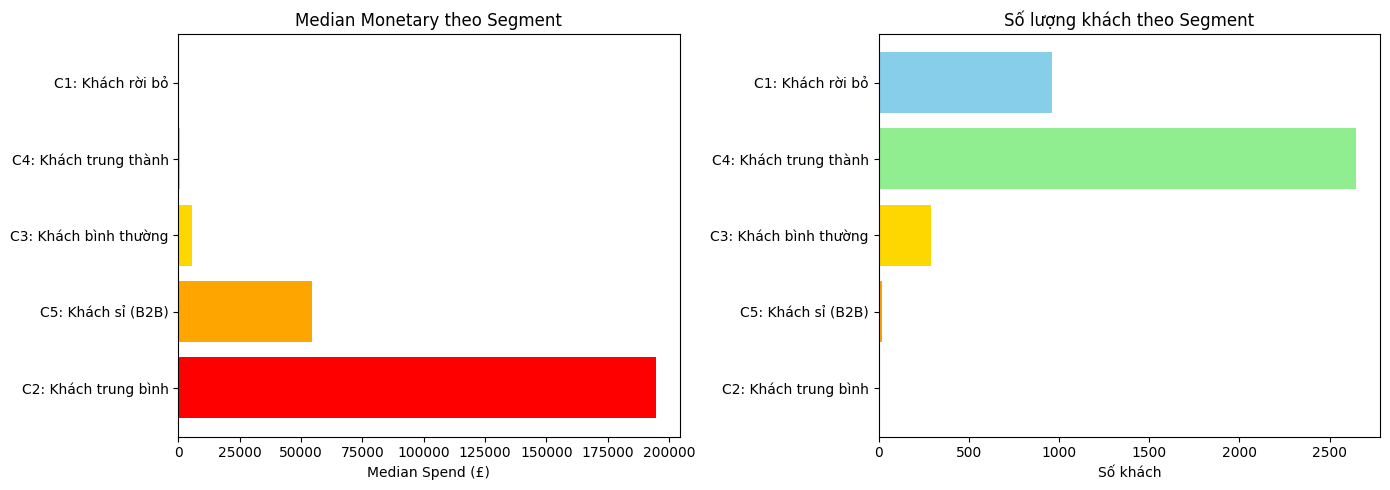 Median Monetary theo Segment
C1: Khách rời bỏ
C4: Khách trung thành
C3: Khách bình thường
C5: Khách sỉ (B2B)
C2: Khách trung bình
0 25000 50000 75000 100000 125000 150000 175000 200000
Median Spend (£)
Số lượng khách theo Segment
C1: Khách rời bỏ
C4: Khách trung thành
C3: Khách bình thường
C5: Khách sỉ (B2B)
C2: Khách trung bình
0 500 1000 1500 2000 2500
Số khách